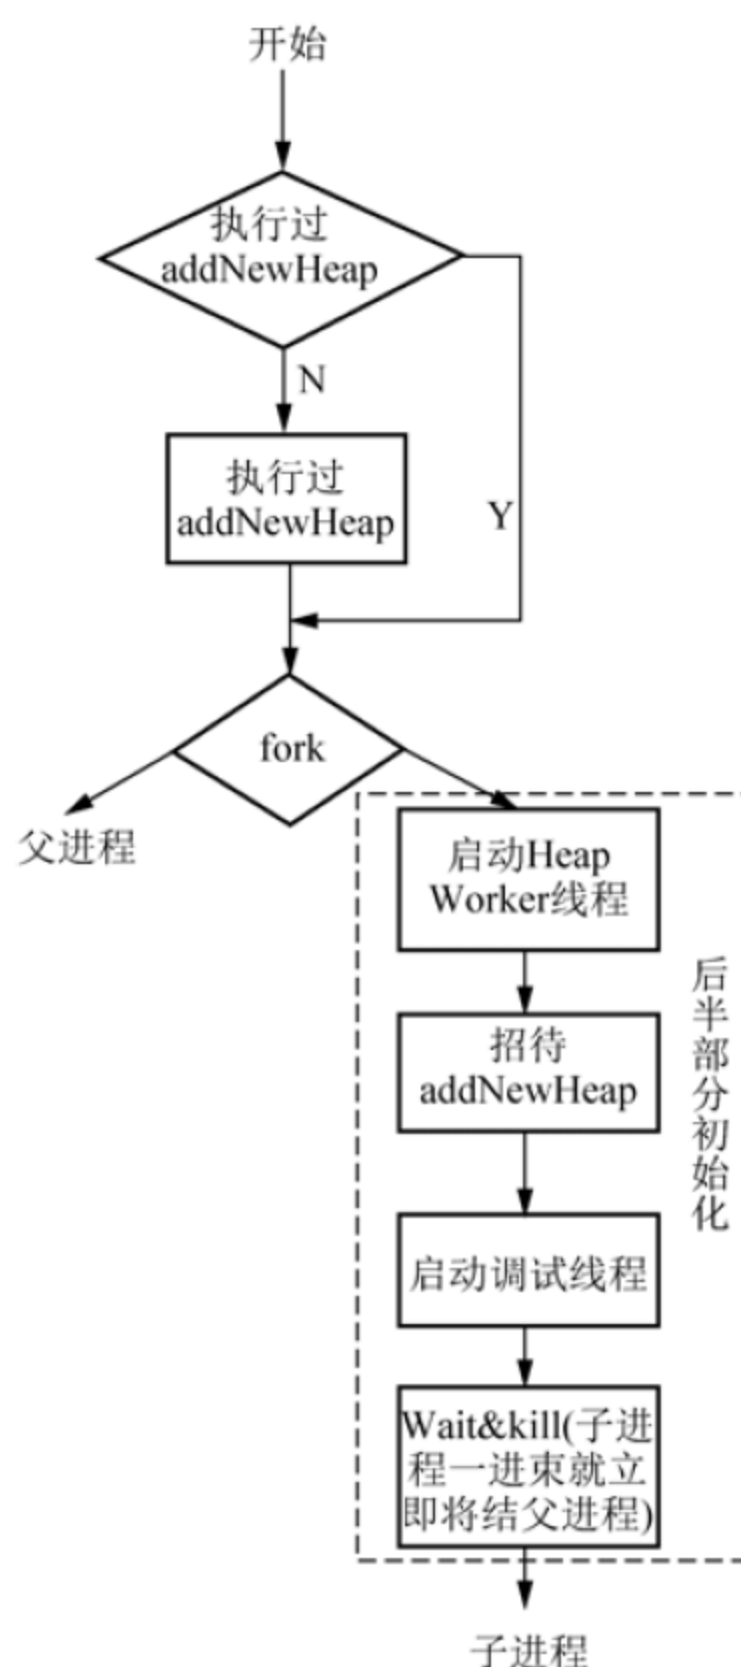 开始
执行过
addNewHeap
N
执行过
addNewHeap
Y
fork
父进程
启动Heap
Worker线程
招待
addNewHeap
启动调试线程
Wait&kill(子进
程一进束就立
即将结父进程)
后半部分初始化
子进程